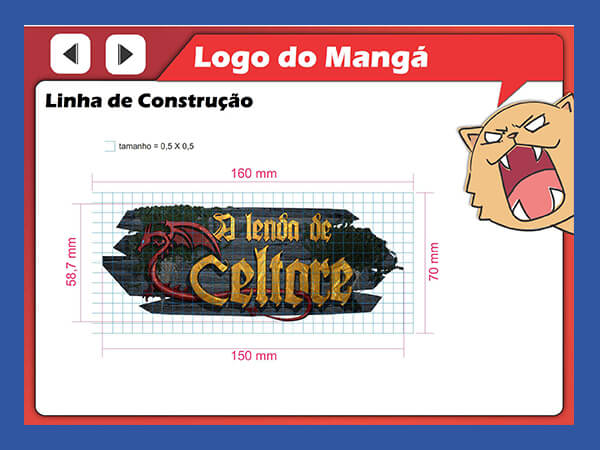 Logo do Mangá
Linha de Construção
tamanho = 0,5 X 0,5
160 mm
58,7 mm
A lenda de
Celtore
70 mm
150 mm